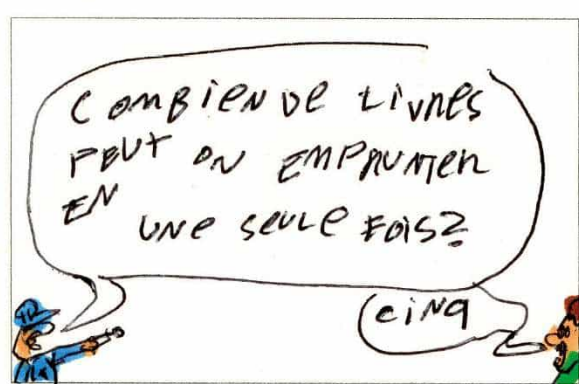 COMBIEN DE LIVRES
PEUT ON EMPRUNTER
EN
UNE SEULE FOIS?
CINQ